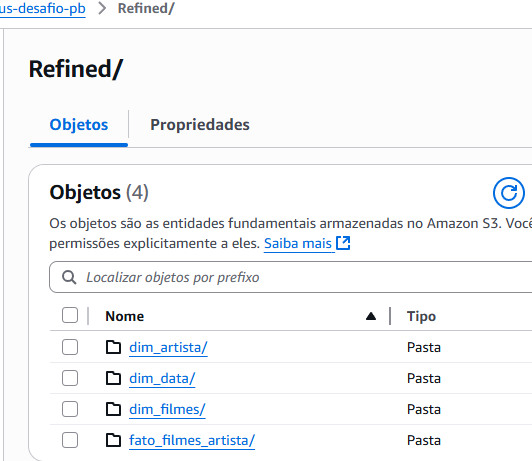 us-desafio-pb > Refined/
Refined/
Objetos
Propriedades
Objetos (4)
Os objetos são as entidades fundamentais armazenadas no Amazon S3. Você
permissões explicitamente a eles. Saiba mais
Localizar objetos por prefixo
Nome
Tipo
dim_artista/
Pasta
dim_data/
Pasta
dim_filmes/
Pasta
fato_filmes_artista/
Pasta